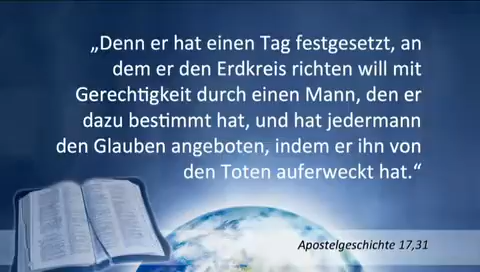 „Denn er hat einen Tag festgesetzt, an
dem er den Erdkreis richten will mit
Gerechtigkeit durch einen Mann, den er
dazu bestimmt hat, und hat jedermann
den Glauben angeboten, indem er ihn von
den Toten auferweckt hat.“
Apostelgeschichte 17,31